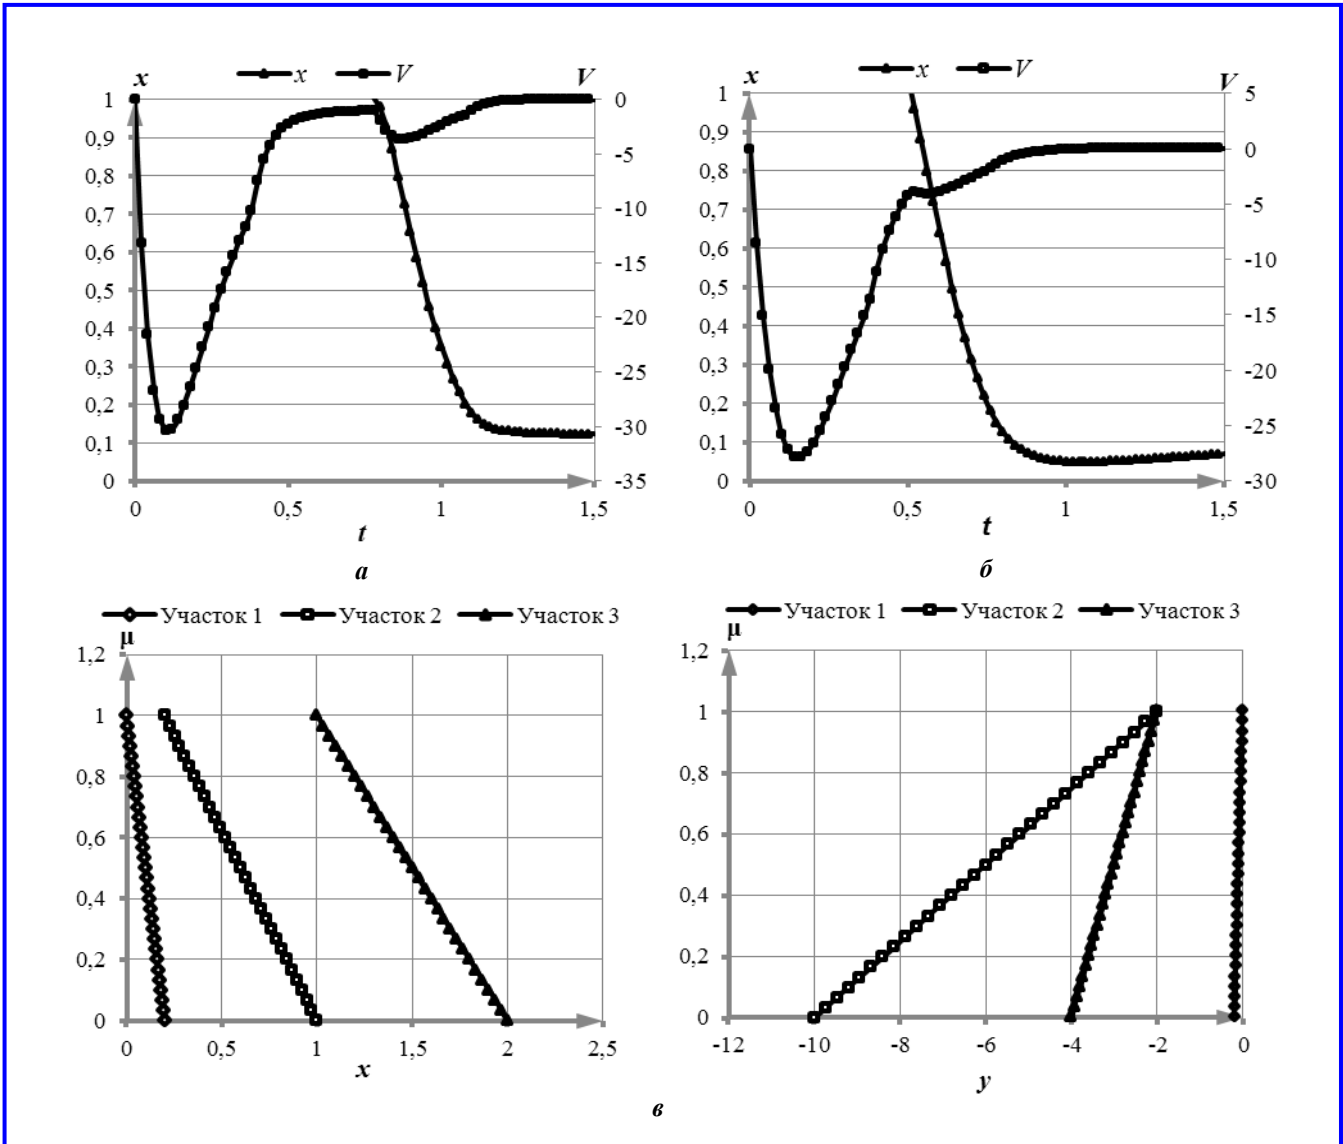 x x V V
1 0
0,9
0,8 -5
0,7 -10
0,6
0,5 -15
0,4 -20
0,3 -25
0,2
0,1 -30
0 -35
0 0,5 1 1,5
t
а
x x V V
1 5
0,9
0,8 0
0,7 -5
0,6
0,5 -10
0,4 -15
0,3 -20
0,2
0,1 -25
0 -30
0 0,5 1 1,5
t
б
Участок 1 Участок 2 Участок 3
μ
1,2
1
0,8
0,6
0,4
0,2
0
0 0,5 1 1,5 2 2,5
x
Участок 1 Участок 2 Участок 3
μ
1,2
1
0,8
0,6
0,4
0,2
0
-12 -10 -8 -6 -4 -2 0
y
в